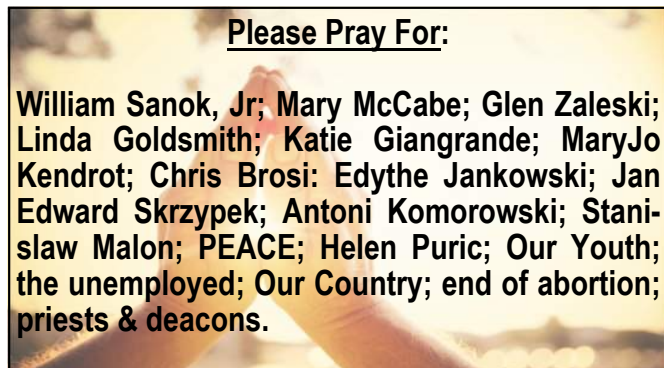 Please Pray For:
William Sanok, Jr; Mary McCabe; Glen Zaleski;
Linda Goldsmith; Katie Giangrande; MaryJo
Kendrot; Chris Brosi: Edythe Jankowski; Jan
Edward Skrzypek; Antoni Komorowski; Stani-
slaw Malon; PEACE; Helen Puric; Our Youth;
the unemployed; Our Country; end of abortion;
priests & deacons.